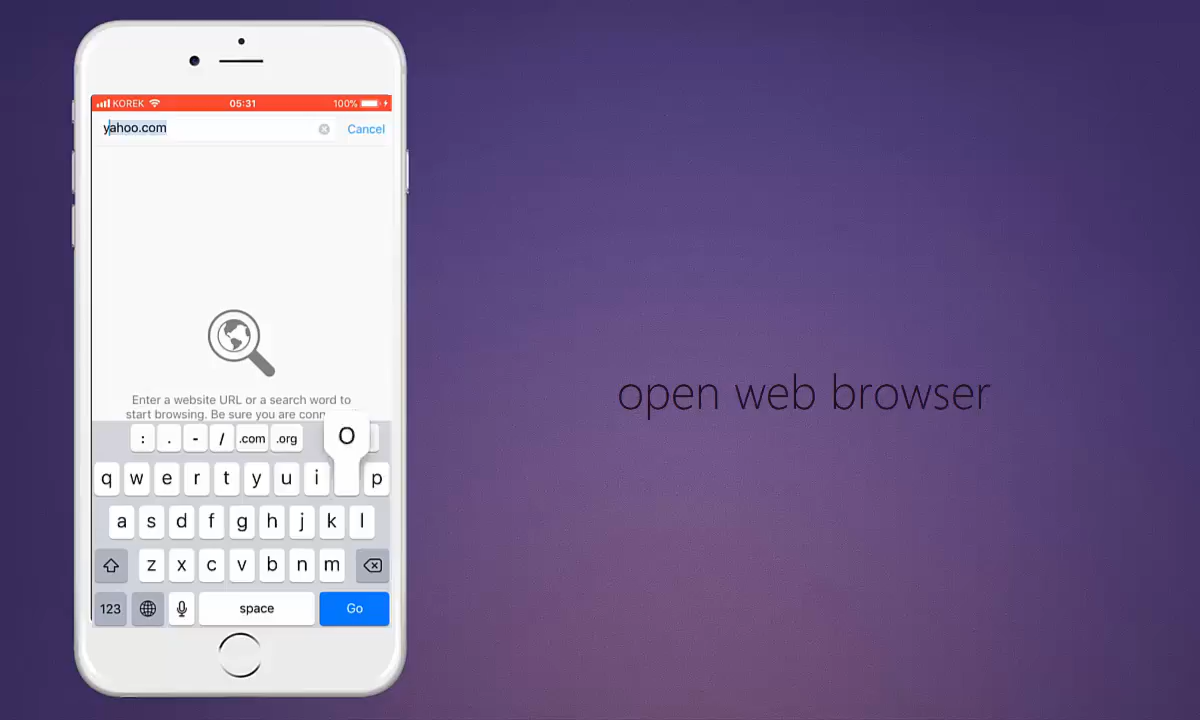 KOREK 05:31 100%
yahoo.com Cancel
Enter a website URL or a search word to
start browsing. Be sure you are conn
: . - / .com .org O
q w e r t y u i p
a s d f g h j k l
z x c v b n m
123 space Go
open web browser